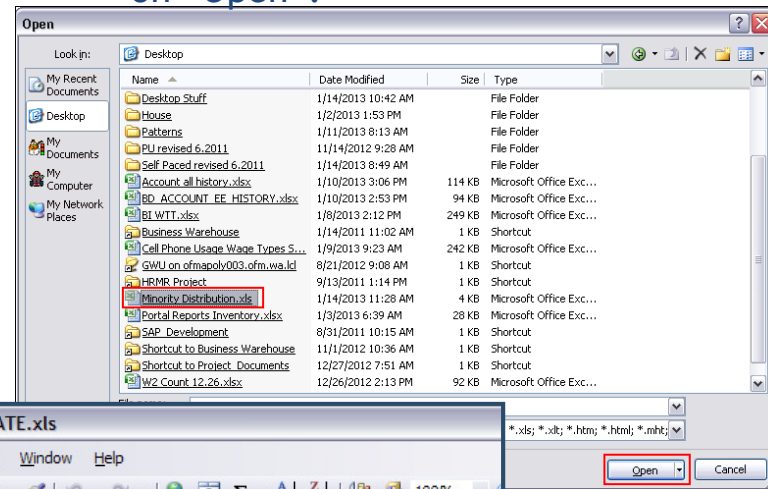 on "Open".
Open
Look in: Desktop
My Recent Documents
Desktop
My Documents
My Computer
My Network Places
Name Date Modified Size Type
Desktop Stuff 1/14/2013 10:42 AM File Folder
House 1/2/2013 1:53 PM File Folder
Patterns 1/11/2013 8:13 AM File Folder
PU revised 6.2011 11/14/2012 9:28 AM File Folder
Self Paced revised 6.2011 1/14/2013 8:49 AM File Folder
Account all history.xlsx 1/10/2013 3:06 PM 114 KB Microsoft Office Exc...
BD_ACCOUNT_EE_HISTORY.xlsx 1/10/2013 2:53 PM 94 KB Microsoft Office Exc...
BI WTT.xlsx 1/8/2013 2:12 PM 249 KB Microsoft Office Exc...
Business Warehouse 1/14/2011 11:02 AM 1 KB Shortcut
Cell Phone Usage Wage Types S... 1/9/2013 9:23 AM 242 KB Microsoft Office Exc...
GWU on ofmapoly003.ofm.wa.lcl 8/21/2012 9:08 AM 1 KB Shortcut
HRMR Project 9/13/2011 1:14 PM 1 KB Shortcut
Minority Distribution.xls 1/14/2013 11:28 AM 4 KB Microsoft Office Exc...
Portal Reports Inventory.xlsx 1/3/2013 6:39 AM 28 KB Microsoft Office Exc...
SAP_Development 8/31/2011 10:15 AM 1 KB Shortcut
Shortcut to Business Warehouse 11/1/2012 10:36 AM 1 KB Shortcut
Shortcut to Project_Documents 12/27/2012 7:51 AM 1 KB Shortcut
W2 Count 12.26.xlsx 12/26/2012 2:13 PM 92 KB Microsoft Office Exc...
*.xls; *.xlt; *.htm; *.html; *.mht;
Open Cancel
ATE.xls
Window Help